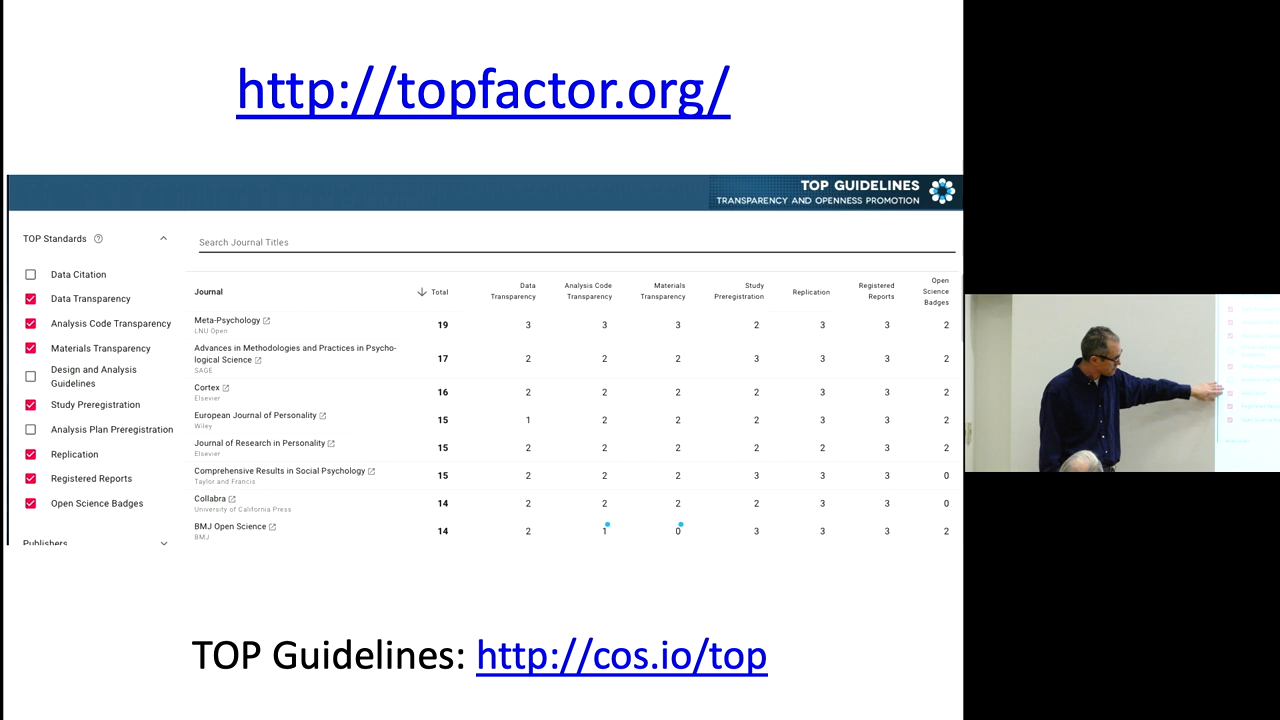 http://topfactor.org/
TOP GUIDELINES
TRANSPARENCY AND OPENNESS PROMOTION
TOP Standards
Data Citation
Data Transparency
Analysis Code Transparency
Materials Transparency
Design and Analysis
Guidelines
Study Preregistration
Analysis Plan Preregistration
Replication
Registered Reports
Open Science Badges
Publishers
Search Journal Titles
Journal Total Data Transparency Analysis Code Transparency Materials Transparency Study Preregistration Replication Registered Reports Open Science Badges
Meta-Psychology 19 3 3 3 2 3 3 2
LNU Open
Advances in Methodologies and Practices in Psycho-
logical Science 17 2 2 2 3 3 3 2
SAGE
Cortex 16 2 2 2 2 3 3 2
Elsevier
European Journal of Personality 15 1 2 2 2 3 3 2
Wiley
Journal of Research in Personality 15 2 2 2 2 2 3 2
Elsevier
Comprehensive Results in Social Psychology 15 2 2 2 3 3 3 0
Taylor and Francis
Collabra 14 2 2 2 2 3 3 0
University of California Press
BMJ Open Science 14 2 1 0 3 3 3 2
BMJ
TOP Guidelines: http://cos.io/top